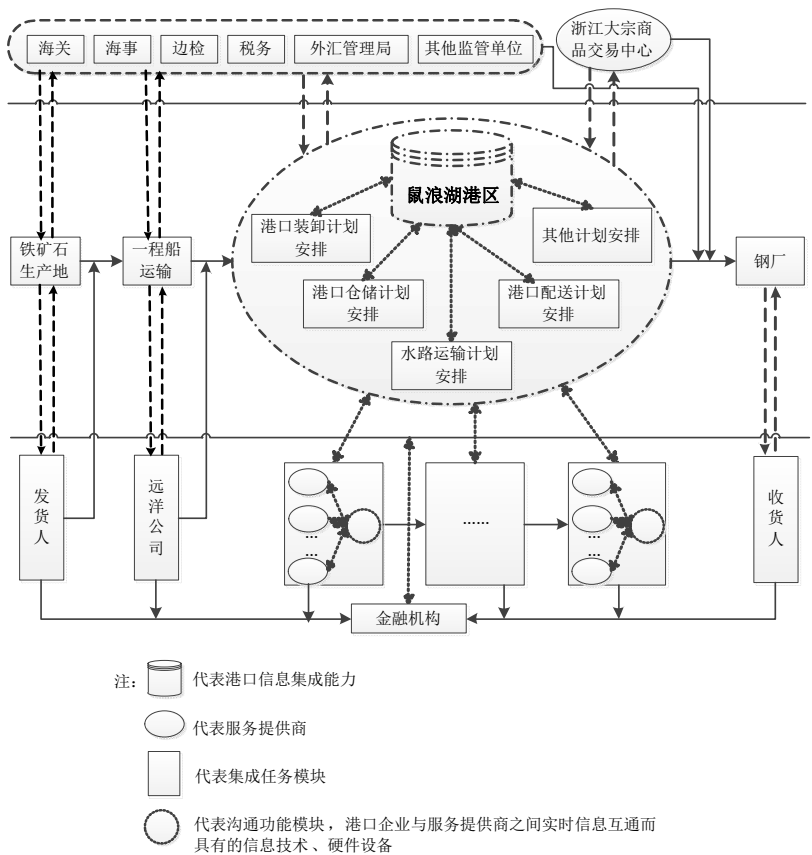 海关
海事
边检
税务
外汇管理局
其他监管单位
浙江大宗商
品交易中心
鼠浪湖港区
港口装卸计划
安排
其他计划安排
铁矿石
生产地
一程船
运输
钢厂
港口仓储计划
安排
港口配送计划
安排
水路运输计划
安排
发货人
远洋公司
...
...
......
...
...
收货人
金融机构
注:
代表港口信息集成能力
代表服务提供商
代表集成任务模块
代表沟通功能模块，港口企业与服务提供商之间实时信息互通而
具有的信息技术、硬件设备